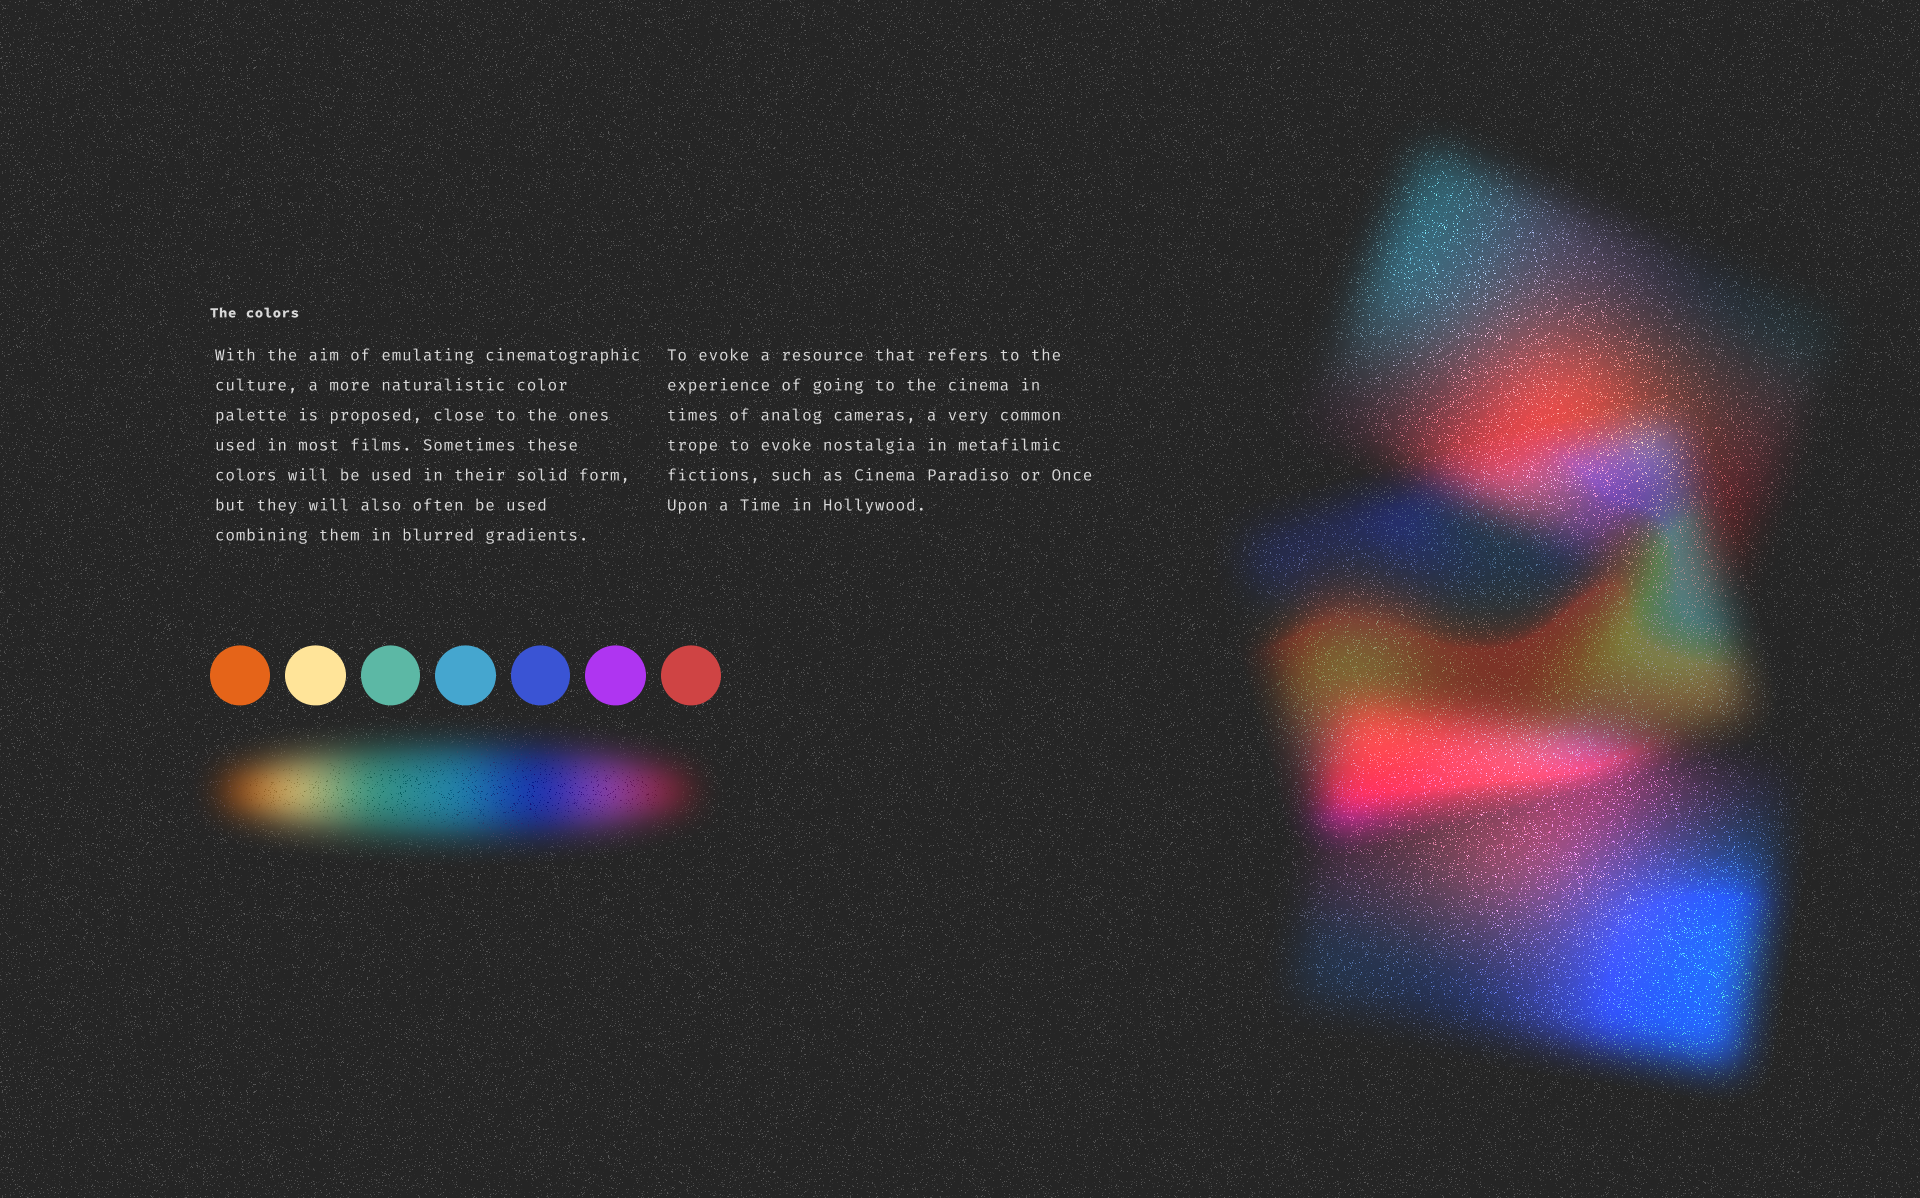 The colors
With the aim of emulating cinematographic
culture, a more naturalistic color
palette is proposed, close to the ones
used in most films. Sometimes these
colors will be used in their solid form,
but they will also often be used
combining them in blurred gradients.
To evoke a resource that refers to the
experience of going to the cinema in
times of analog cameras, a very common
trope to evoke nostalgia in metafilmic
fictions, such as Cinema Paradiso or Once
Upon a Time in Hollywood.